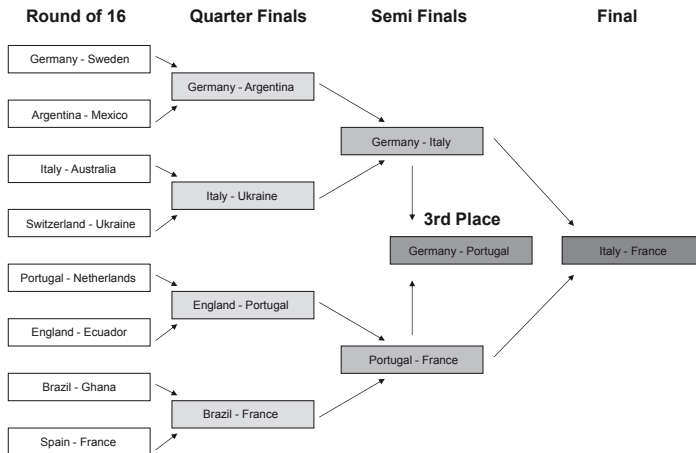 Round of 16 Quarter Finals Semi Finals Final
Germany - Sweden
Germany - Argentina
Argentina - Mexico
Germany - Italy
Italy - Australia
Italy - Ukraine
Switzerland - Ukraine
3rd Place
Germany - Portugal
Italy - France
Portugal - Netherlands
England - Portugal
England - Ecuador
Portugal - France
Brazil - Ghana
Brazil - France
Spain - France